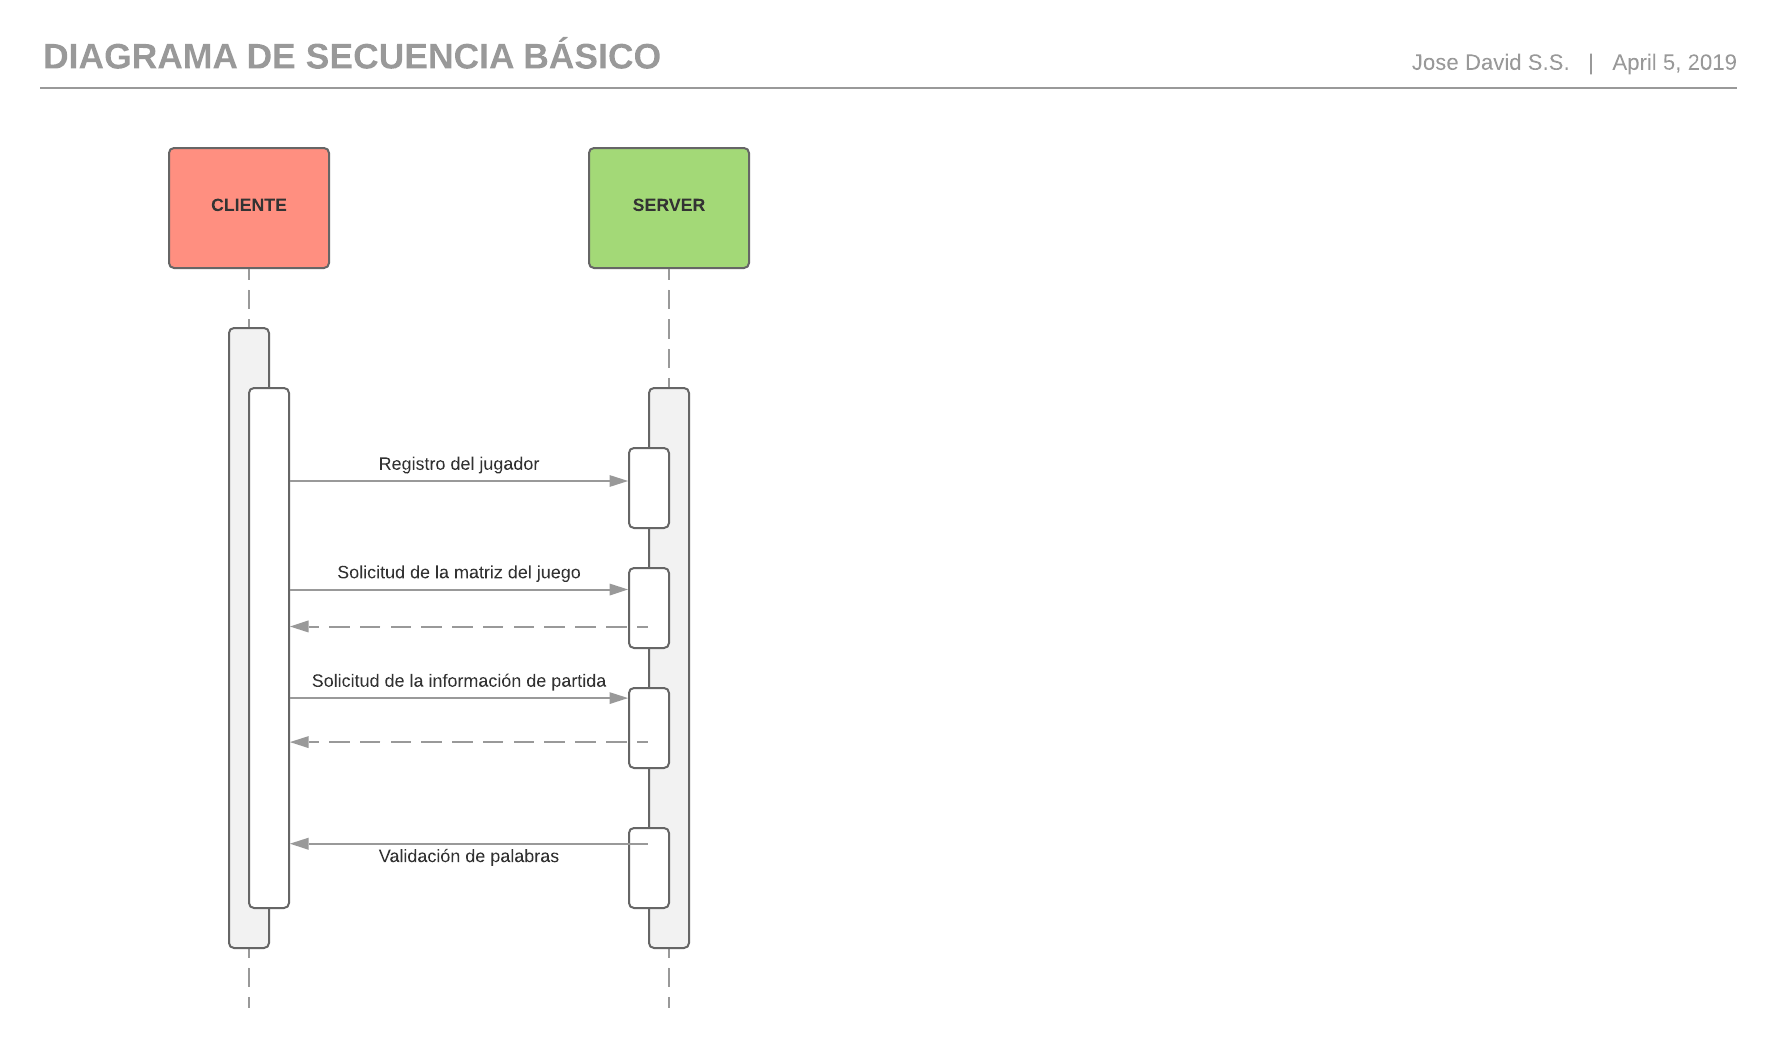 DIAGRAMA DE SECUENCIA BÁSICO
Jose David S.S. | April 5, 2019
CLIENTE
SERVER
Registro del jugador
Solicitud de la matriz del juego
Solicitud de la información de partida
Validación de palabras